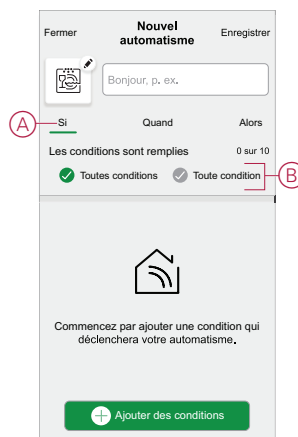 Fermer
Nouvel
automatisme
Enregistrer
Bonjour, p. ex.
A
Si
Quand
Alors
Les conditions sont remplies
0 sur 10
Toutes conditions
Toute condition
B
Commencez par ajouter une condition qui
déclenchera votre automatisme.
Ajouter des conditions